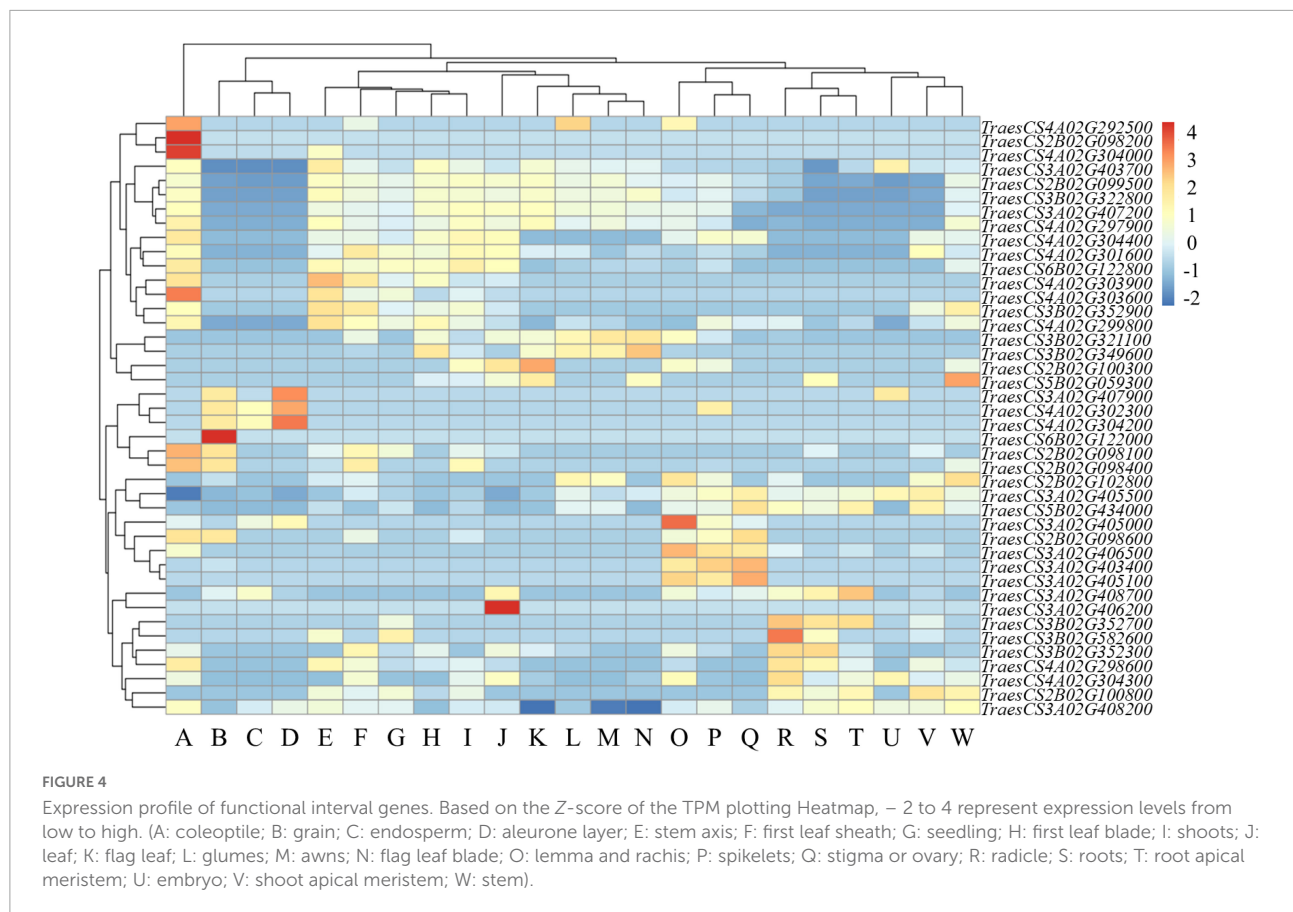 TraesCS4A02G292500
TraesCS2B02G098200
TraesCS4A02G304000
TraesCS3A02G403700
TraesCS2B02G099500
TraesCS3B02G322800
TraesCS3A02G407200
TraesCS4A02G297900
TraesCS4A02G304400
TraesCS4A02G301600
TraesCS6B02G122800
TraesCS4A02G303900
TraesCS4A02G303600
TraesCS3B02G352900
TraesCS4A02G299800
TraesCS3B02G321100
TraesCS3B02G349600
TraesCS2B02G100300
TraesCS5B02G059300
TraesCS3A02G407900
TraesCS4A02G302300
TraesCS4A02G304200
TraesCS6B02G122000
TraesCS2B02G098100
TraesCS2B02G098400
TraesCS2B02G102800
TraesCS3A02G405500
TraesCS5B02G434000
TraesCS3A02G405000
TraesCS2B02G098600
TraesCS3A02G406500
TraesCS3A02G403400
TraesCS3A02G405100
TraesCS3A02G408700
TraesCS3A02G406200
TraesCS3B02G352700
TraesCS3B02G582600
TraesCS3B02G352300
TraesCS4A02G298600
TraesCS4A02G304300
TraesCS2B02G100800
TraesCS3A02G408200
4
3
2
1
0
-1
-2
A B C D E F G H I J K L M N O P Q R S T U V W
FIGURE 4
Expression profile of functional interval genes. Based on the Z-score of the TPM plotting Heatmap, – 2 to 4 represent expression levels from
low to high. (A: coleoptile; B: grain; C: endosperm; D: aleurone layer; E: stem axis; F: first leaf sheath; G: seedling; H: first leaf blade; I: shoots; J:
leaf; K: flag leaf; L: glumes; M: awns; N: flag leaf blade; O: lemma and rachis; P: spikelets; Q: stigma or ovary; R: radicle; S: roots; T: root apical
meristem; U: embryo; V: shoot apical meristem; W: stem).